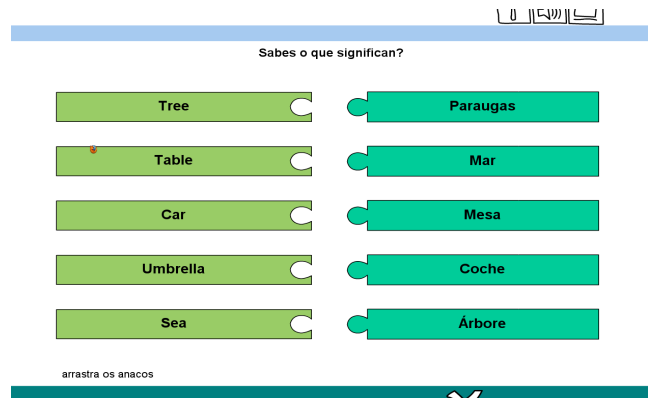 Sabes o que significan?
Tree
Paraugas
Table
Mar
Car
Mesa
Umbrella
Coche
Sea
Árbore
arrastra os anacos